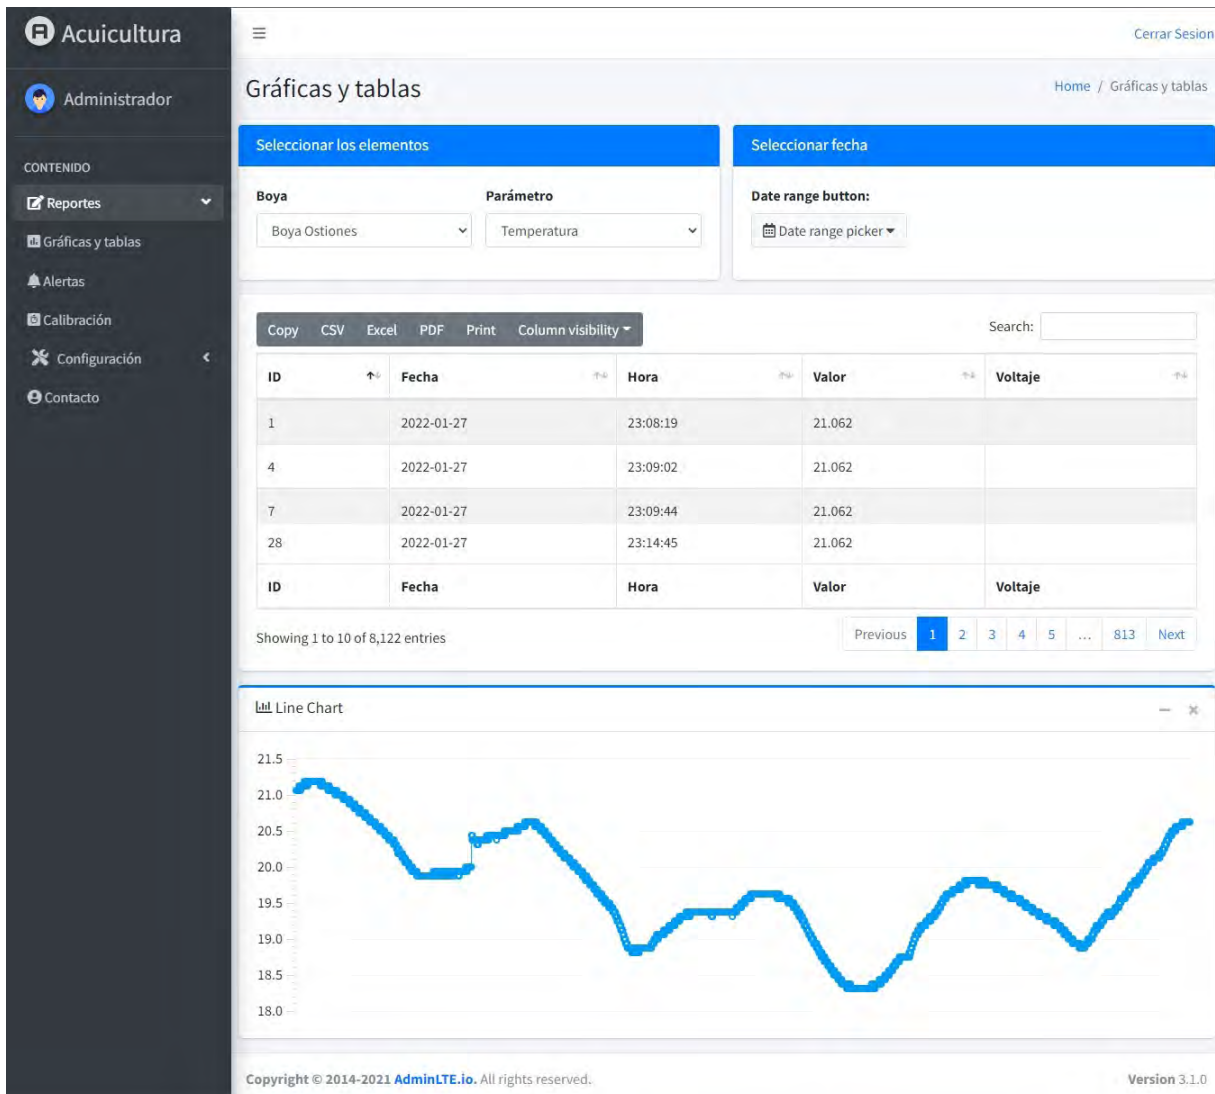 Acuicultura
Cerrar Sesion
Administrador
Gráficas y tablas
Home / Gráficas y tablas
CONTENIDO
Reportes
Gráficas y tablas
Alertas
Calibración
Configuración
Contacto
Seleccionar los elementos
Boya Parámetro
Boya Ostiones Temperatura
Seleccionar fecha
Date range button:
Date range picker
Copy CSV Excel PDF Print Column visibility
Search:
ID Fecha Hora Valor Voltaje
1 2022-01-27 23:08:19 21.062
4 2022-01-27 23:09:02 21.062
7 2022-01-27 23:09:44 21.062
28 2022-01-27 23:14:45 21.062
ID Fecha Hora Valor Voltaje
Showing 1 to 10 of 8,122 entries
Previous 1 2 3 4 5 ... 813 Next
Line Chart
21.5
21.0
20.5
20.0
19.5
19.0
18.5
18.0
Copyright © 2014-2021 AdminLTE.io. All rights reserved.
Version 3.1.0